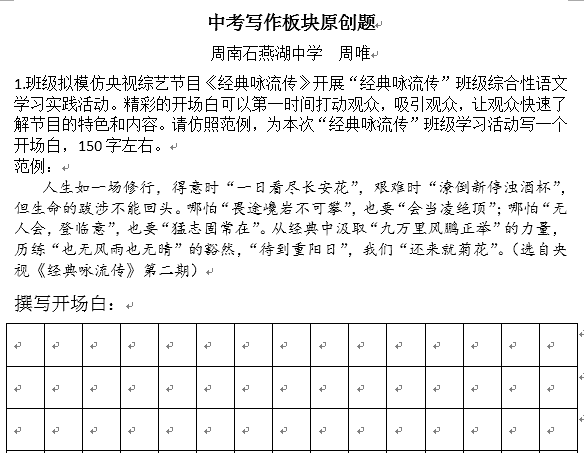 中考写作板块原创题
周南石燕湖中学 周唯
1.班级拟模仿央视综艺节目《经典咏流传》开展“经典咏流传”班级综合性语文
学习实践活动。精彩的开场白可以第一时间打动观众，吸引观众，让观众快速了
解节目的特色和内容。请仿照范例，为本次“经典咏流传”班级学习活动写一个
开场白，150 字左右。
范例：
人生如一场修行，得意时“一日看尽长安花”，艰难时“潦倒新停浊酒杯”，
但生命的跋涉不能回头。哪怕“畏途巉岩不可攀”，也要“会当凌绝顶”；哪怕“无
人会，登临意”，也要“猛志固常在”。从经典中汲取“九万里风鹏正举”的力量，
历练“也无风雨也无晴”的豁然，“待到重阳日”，我们“还来就菊花”。（选自央
视《经典咏流传》第二期）
撰写开场白：